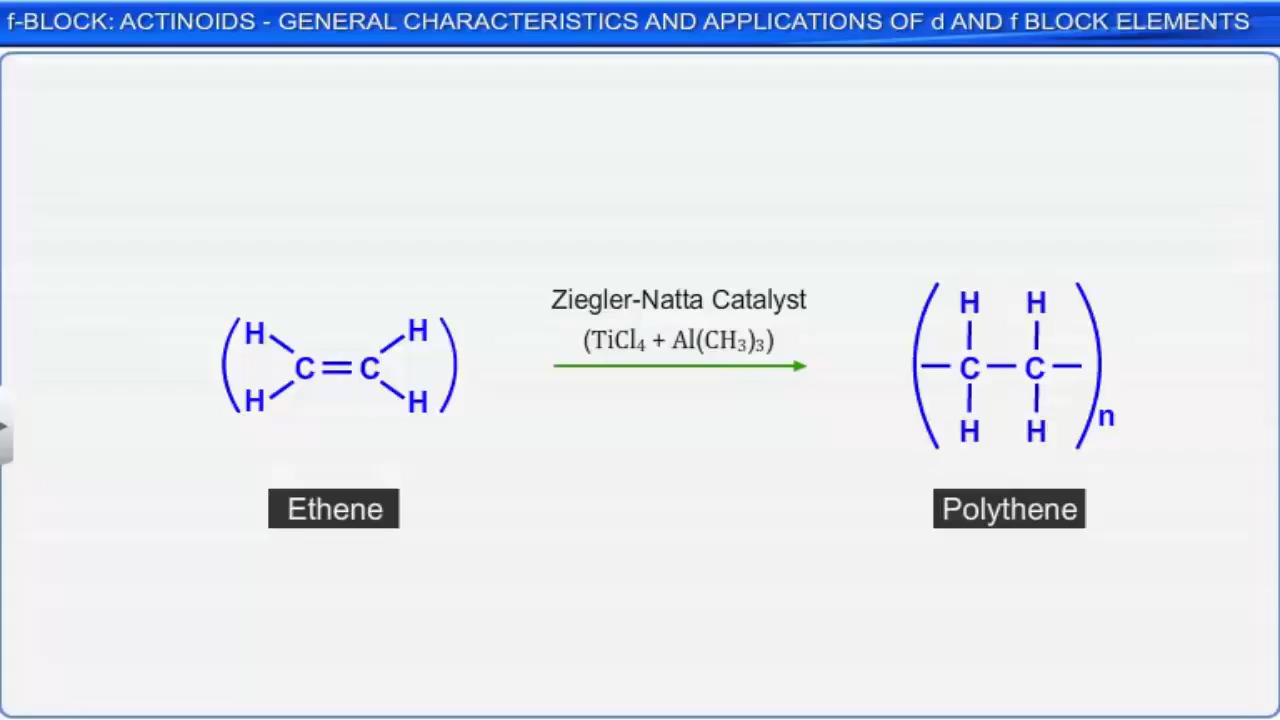 f-BLOCK: ACTINOIDS - GENERAL CHARACTERISTICS AND APPLICATIONS OF d AND f BLOCK ELEMENTS
Ziegler-Natta Catalyst
(TiCl₄ + Al(CH₃)₃)
H H
C=C
H H
H H
C C
H H
n
Ethene
Polythene